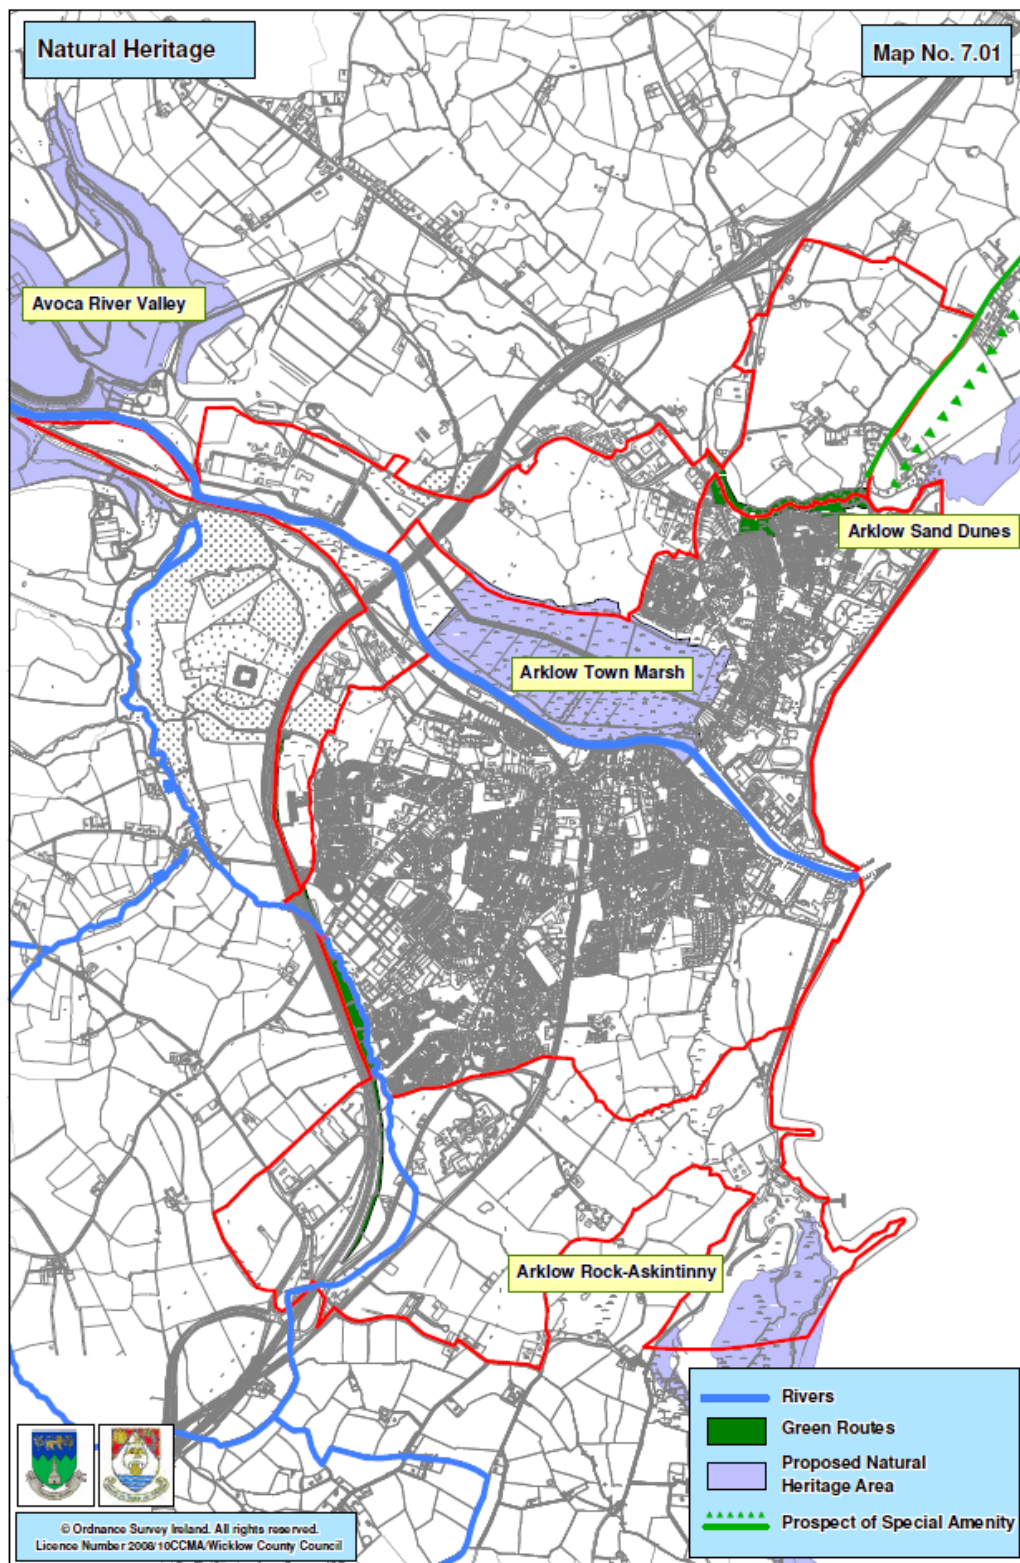 Natural Heritage
Map No. 7.01
Avoca River Valley
Arklow Sand Dunes
Arklow Town Marsh
Arklow Rock-Askintinny
Rivers
Green Routes
Proposed Natural
Heritage Area
Prospect of Special Amenity
© Ordnance Survey Ireland. All rights reserved.
Licence Number 2008/10CCMA/Wicklow County Council